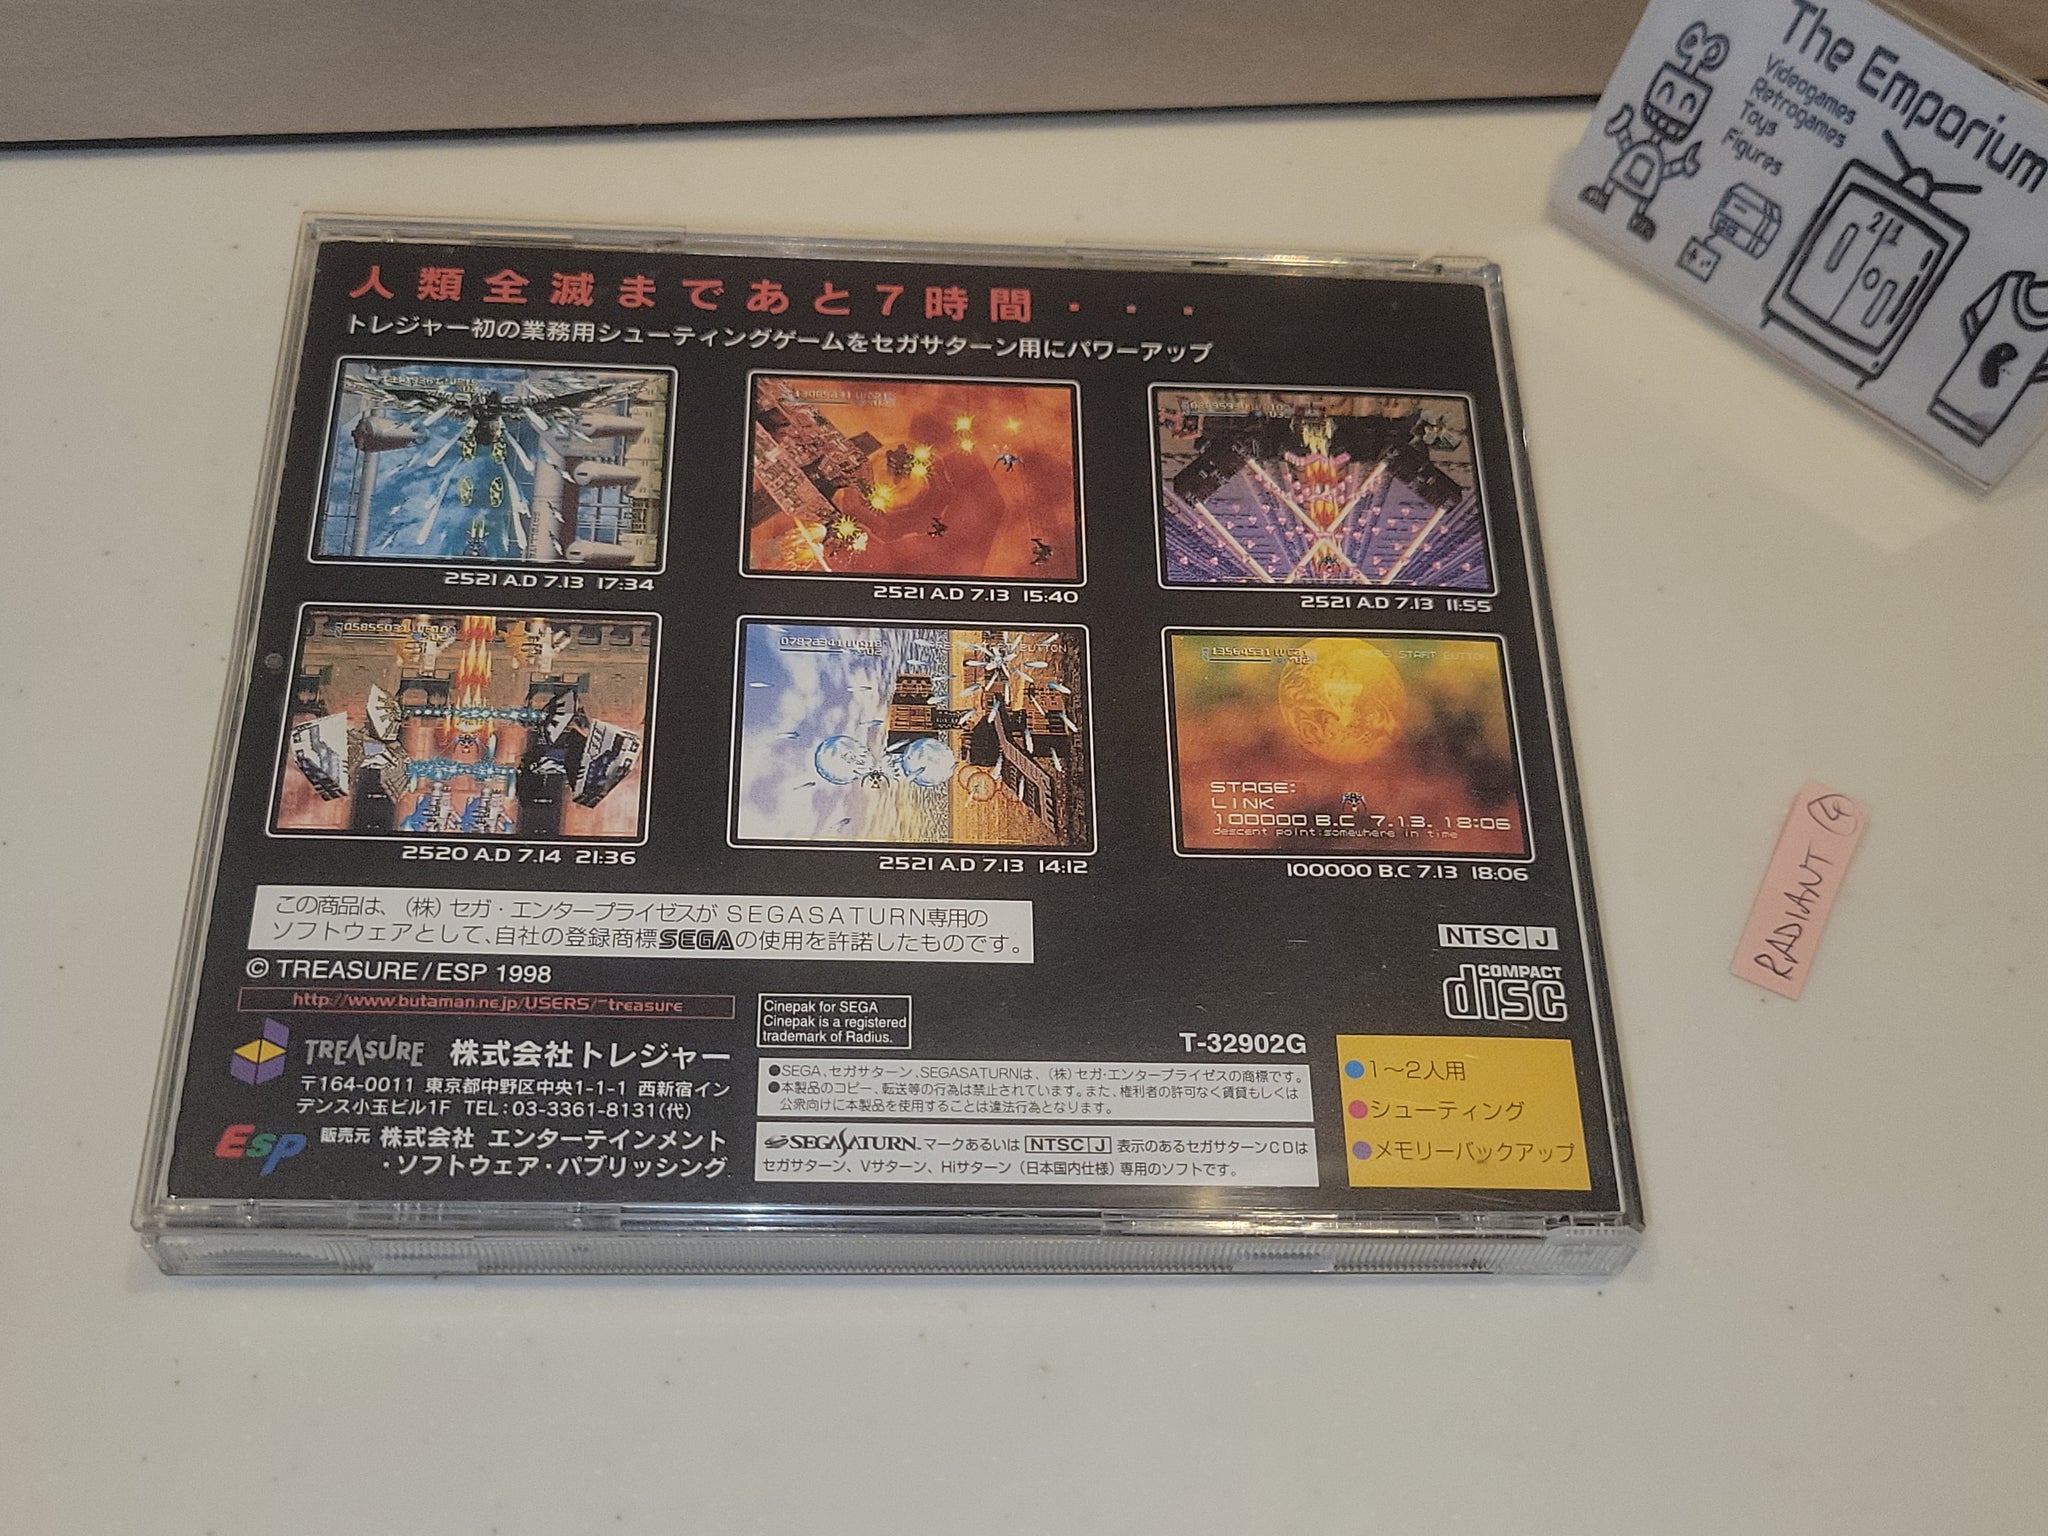 The Emporium
Videogames
Retrogames
Toys
Figures
21
人類全滅まであと7時間・・・
トレジャー初の業務用シューティングゲームをセガサターン用にパワーアップ
2521 A.D 7.13 17:34
2521 A.D 7.13 15:40
2521 A.D 7.13 11:55
START BUTTON
STAGE:
LINK
100000 B.C 7.13. 18:06
descent point:somewhere in time
2520 A.D 7.14 21:36
2521 A.D 7.13 14:12
100000 B.C 7.13 18:06
この商品は、(株)セガ・エンタープライゼスがSEGASATURN専用の
ソフトウェアとして、自社の登録商標SEGAの使用を許諾したものです。
NTSC J
© TREASURE/ESP 1998
COMPACT
disc
http://www.butaman.ne.jp/USERS/~treasure
Cinepak for SEGA
Cinepak is a registered
trademark of Radius.
T-32902G
TREASURE 株式会社トレジャー
〒164-0011 東京都中野区中央1-1-1 西新宿イン
デンス小玉ビル1F TEL:03-3361-8131(代)
ESP 販売元 株式会社 エンターテインメント
・ソフトウェア・パブリッシング
●SEGA、セガサターン、SEGASATURNは、(株)セガ・エンタープライゼスの商標です。
●本製品のコピー、転送等の行為は禁止されています。また、権利者の許可なく賃貸もしくは
公衆向けに本製品を使用することは違法行為となります。
SEGASATURN™マークあるいは NTSC J 表示のあるセガサターンCDは
セガサターン、Vサターン、Hiサターン(日本国内仕様)専用のソフトです。
●1～2人用
●シューティング
●メモリーバックアップ
RADIANT 4